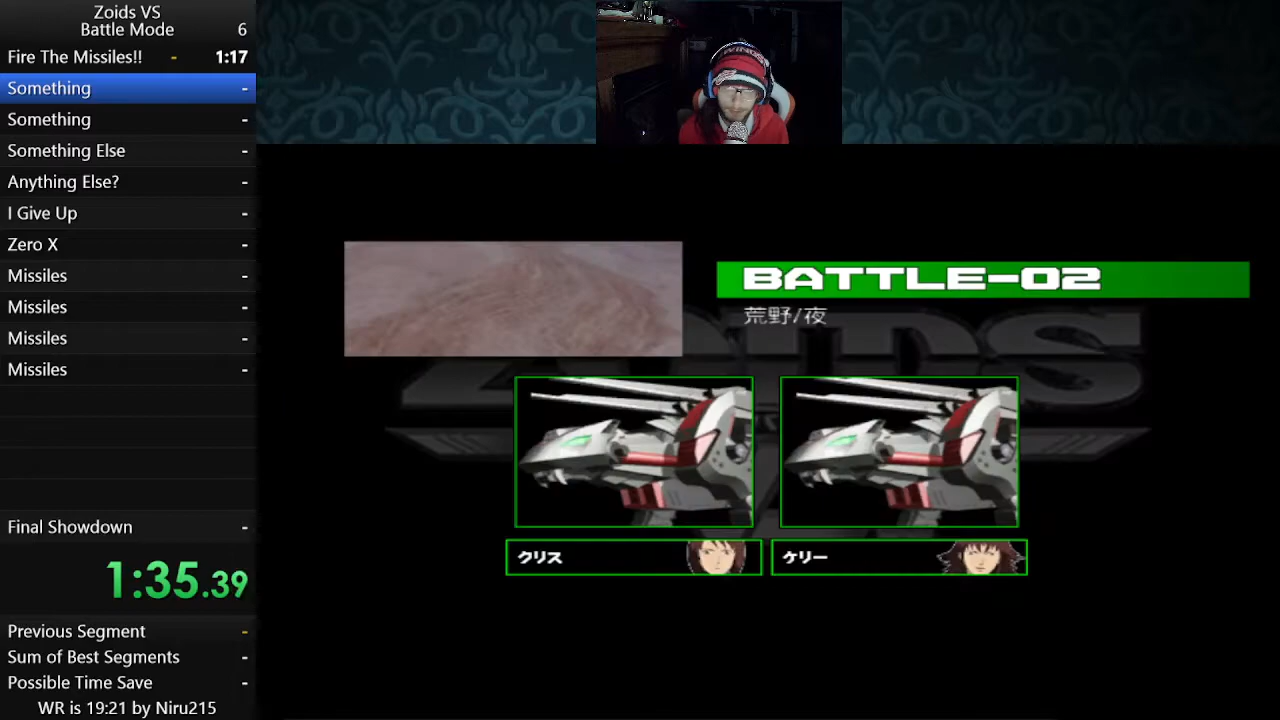 Zoids VS
Battle Mode 6
Fire The Missiles!! - 1:17
Something -
Something -
Something Else -
Anything Else? -
I Give Up -
Zero X -
Missiles -
Missiles -
Missiles -
Missiles -
Final Showdown -
1:35.39
Previous Segment -
Sum of Best Segments -
Possible Time Save -
WR is 19:21 by Niru215
WINGS
BATTLE-02
荒野/夜
ZOIDS
クリス
ケリー